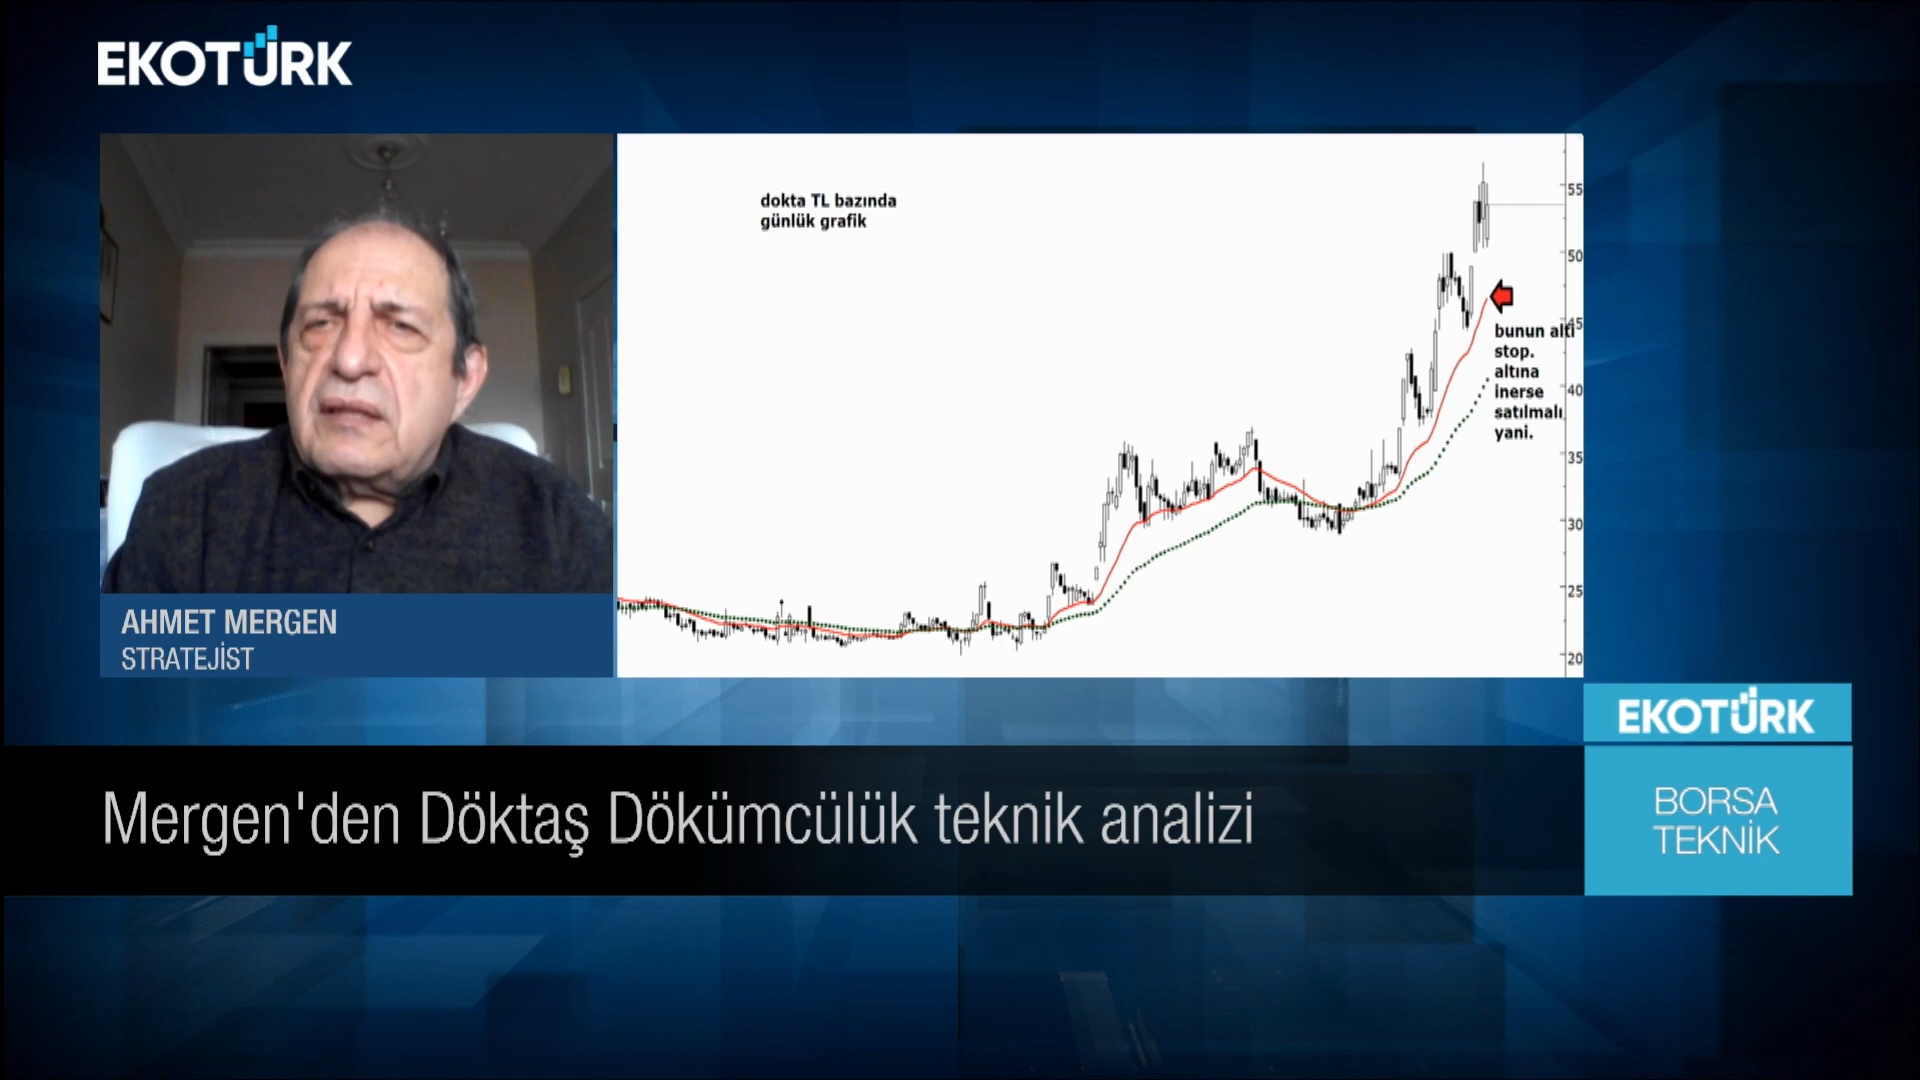 EKOTÜRK
dokta TL bazında
günlük grafik
55
50
45
40
35
30
25
20
bunun altı
stop.
altına
inerse
satılmalı
yani.
AHMET MERGEN
STRATEJİST
EKOTÜRK
Mergen'den Döktaş Dökümcülük teknik analizi
BORSA
TEKNİK